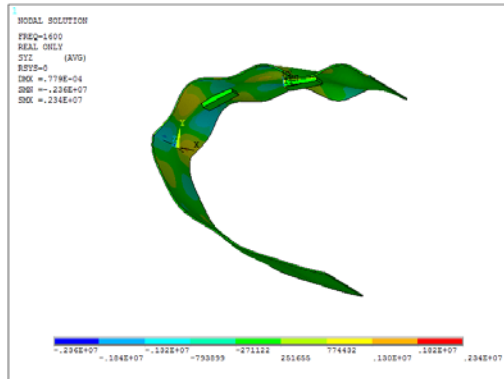 1
NODAL SOLUTION
FREQ=1600
REAL ONLY
SYZ (AVG)
RSYS=0
DMX =.779E-04
SMN =-.236E+07
SMX =.234E+07
X
-.236E+07 -.132E+07 -271122 774432 .182E+07
-.184E+07 -793899 251655 .130E+07 .234E+07